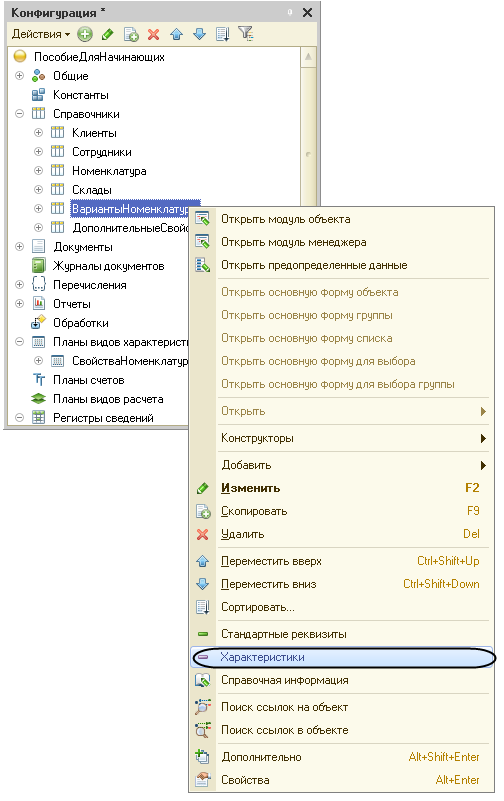 Конфигурация *
Действия
ПособиеДляНачинающих
Общие
Константы
Справочники
Клиенты
Сотрудники
Номенклатура
Склады
ВариантыНоменклатур
ДополнительныеСвойс
Документы
Журналы документов
Перечисления
Отчеты
Обработки
Планы видов характерист
СвойстваНоменклатур
Планы счетов
Планы видов расчета
Регистры сведений
Открыть модуль объекта
Открыть модуль менеджера
Открыть предопределенные данные
Открыть основную форму объекта
Открыть основную форму группы
Открыть основную форму списка
Открыть основную форму для выбора
Открыть основную форму для выбора группы
Открыть
Конструкторы
Добавить
Изменить F2
Скопировать F9
Удалить Del
Переместить вверх Ctrl+Shift+Up
Переместить вниз Ctrl+Shift+Down
Сортировать...
Стандартные реквизиты
Характеристики
Справочная информация
Поиск ссылок на объект
Поиск ссылок в объекте
Дополнительно Alt+Shift+Enter
Свойства Alt+Enter